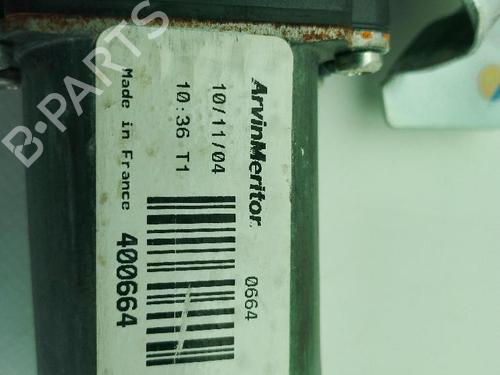 ArvinMeritor 0664
10/11/04
10:36 T1
Made in France 400664
B-PARTS